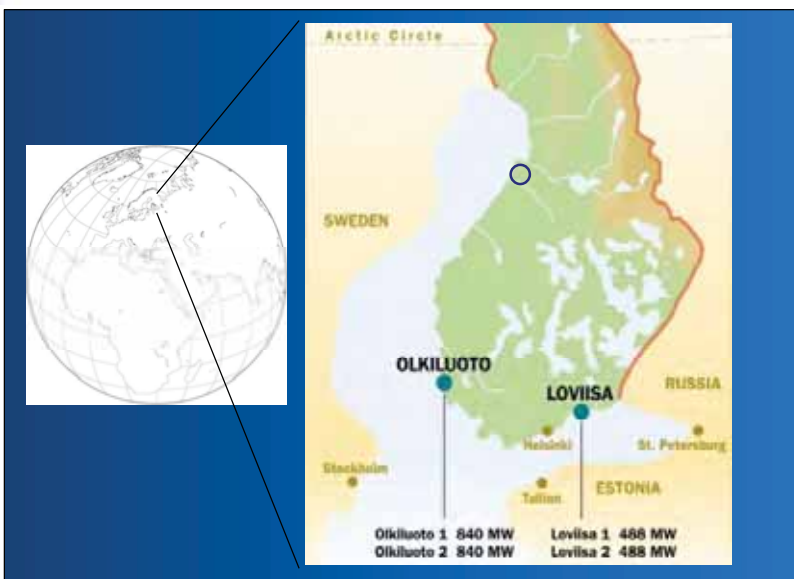 Arctic Circle
SWEDEN
OLKILUOTO
LOVIISA
RUSSIA
Helsinki
St. Petersburg
Stockholm
Tallinn
ESTONIA
Olkiluoto 1 840 MW
Olkiluoto 2 840 MW
Loviisa 1 488 MW
Loviisa 2 488 MW